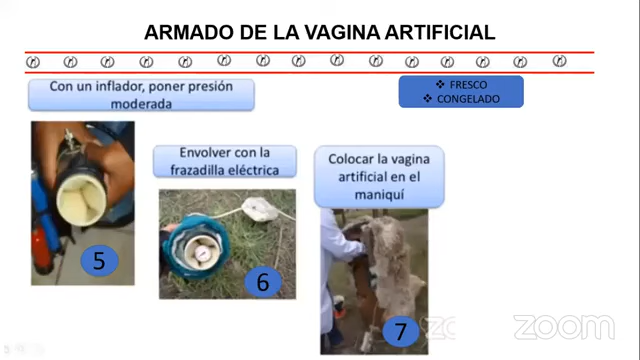 ARMADO DE LA VAGINA ARTIFICIAL
Con un inflador, poner presión
moderada
❖ FRESCO
❖ CONGELADO
Envolver con la
frazadilla eléctrica
Colocar la vagina
artificial en el
maniquí
5
6
7
zoom